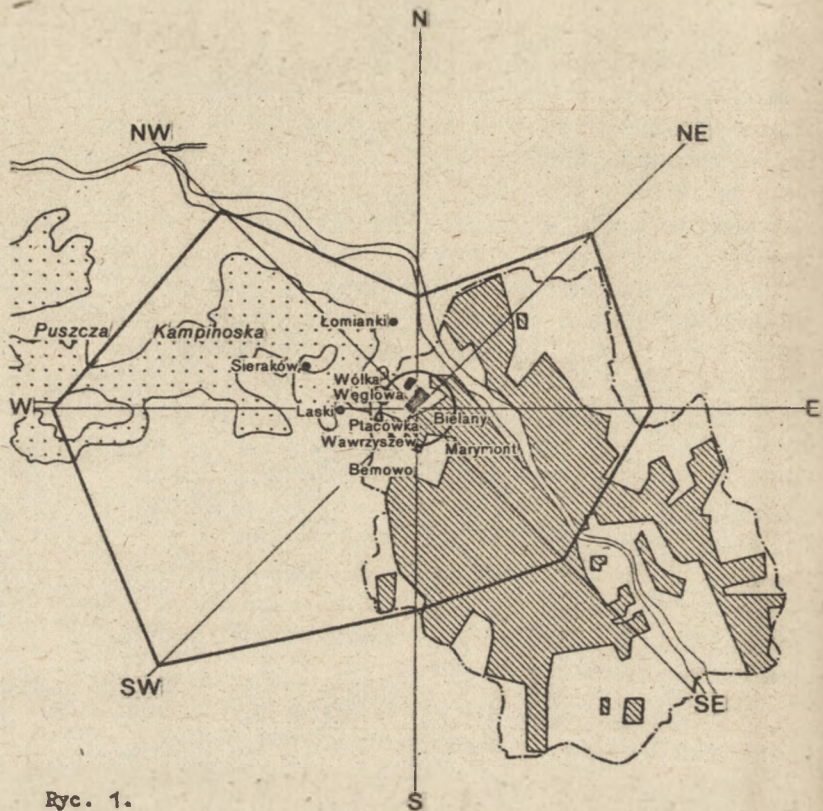 N
NW
NE
Łomianki
Puszcza Kampinoska
Sieraków
Wólka
Węglowa
W
E
Laski
Placówka
Bielany
Wawrzyszew
Marymont
Bemowo
SW
SE
Ryc. 1.
S